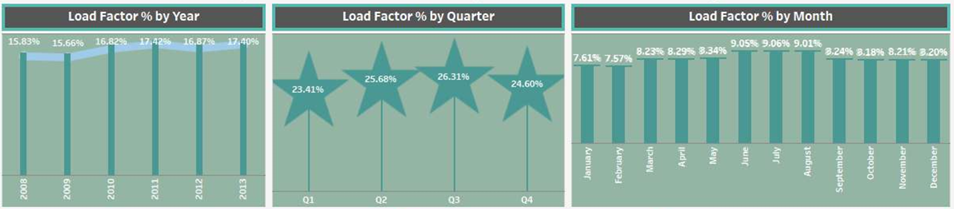 Load Factor % by Year
15.83% 15.66% 16.82% 17.42% 16.87% 17.40%
2008 2009 2010 2011 2012 2013
Load Factor % by Quarter
23.41% 25.68% 26.31% 24.60%
Q1 Q2 Q3 Q4
Load Factor % by Month
7.61% 7.57% 8.23% 8.29% 8.34% 9.05% 9.06% 9.01% 8.24% 8.18% 8.21% 8.20%
January February March April May June July August September October November December